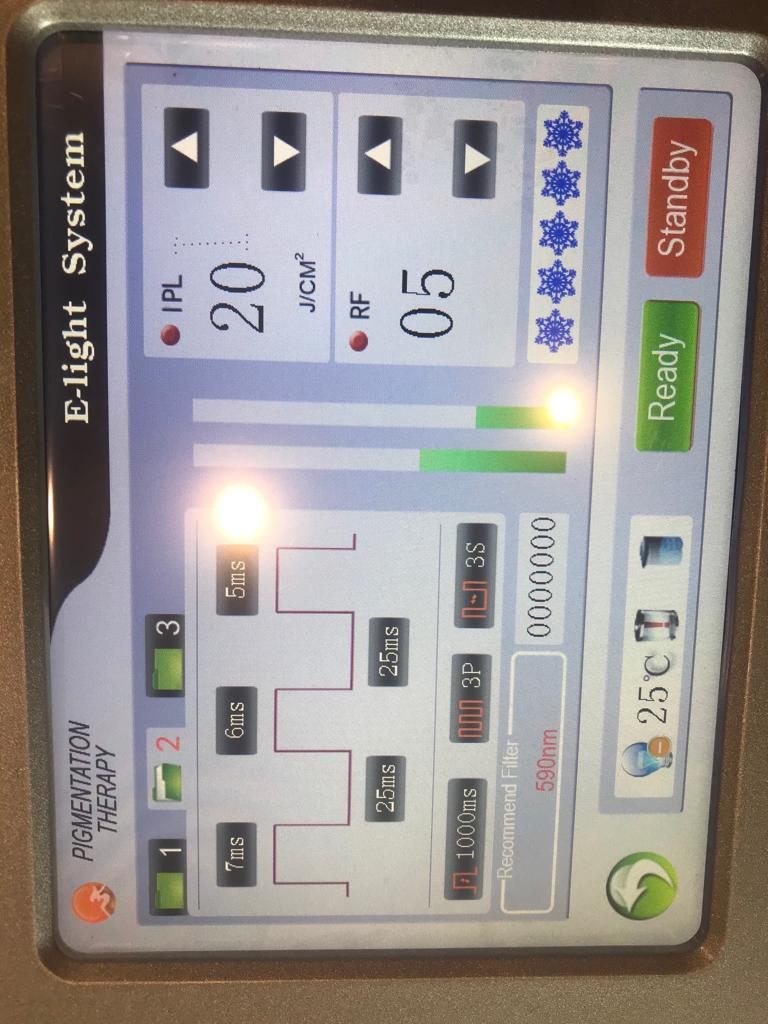 E-light System
PIGMENTATION
THERAPY
1
2
3
7ms
6ms
5ms
25ms
25ms
1000ms
3P
3S
Recommend Filter
590nm
0000000
IPL
20
J/CM²
RF
05
25℃
Ready
Standby